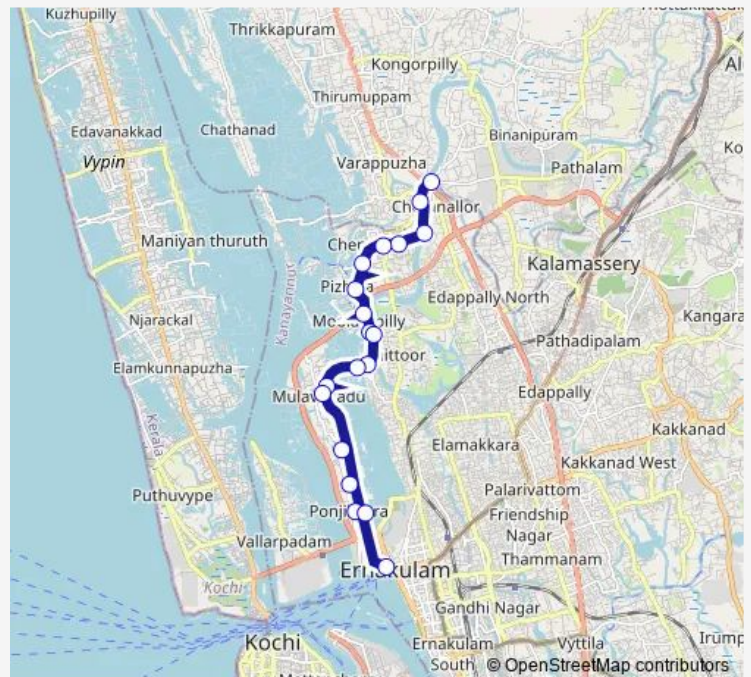 Kuzhupilly
Thrikkapuram
Kongorpilly
Thirumuppam
Edavanakkad
Chathanad
Binanipuram
Vypin
Varappuzha
Pathalam
Maniyan thuruth
Kalamassery
Kanayannur
Edappally North
Njarackal
Pathadipalam
Elamkunnapuzha
Edappally
Kerala
Elamakkara
Kakkanad
Kakkanad West
Puthuvype
Palarivattom
Friendship
Nagar
Vallarpadam
Thammanam
Ernakulam
Kochi
Gandhi Nagar
Kochi
Ernakulam
South
Vyttila
© OpenStreetMap contributors